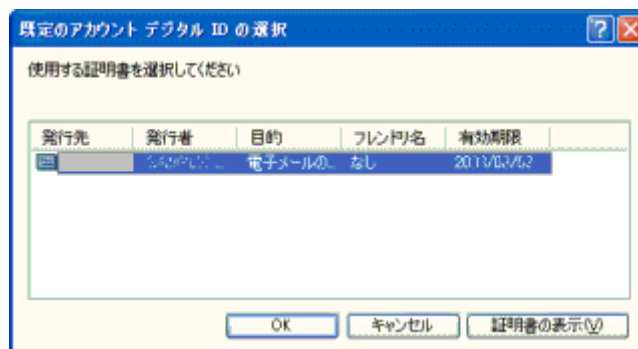 既定のアカウント デジタル ID の選択
使用する証明書を選択してください
発行先 発行者 目的 フレンドリ名 有効期限
電子メールの... なし
OK キャンセル 証明書の表示(V)